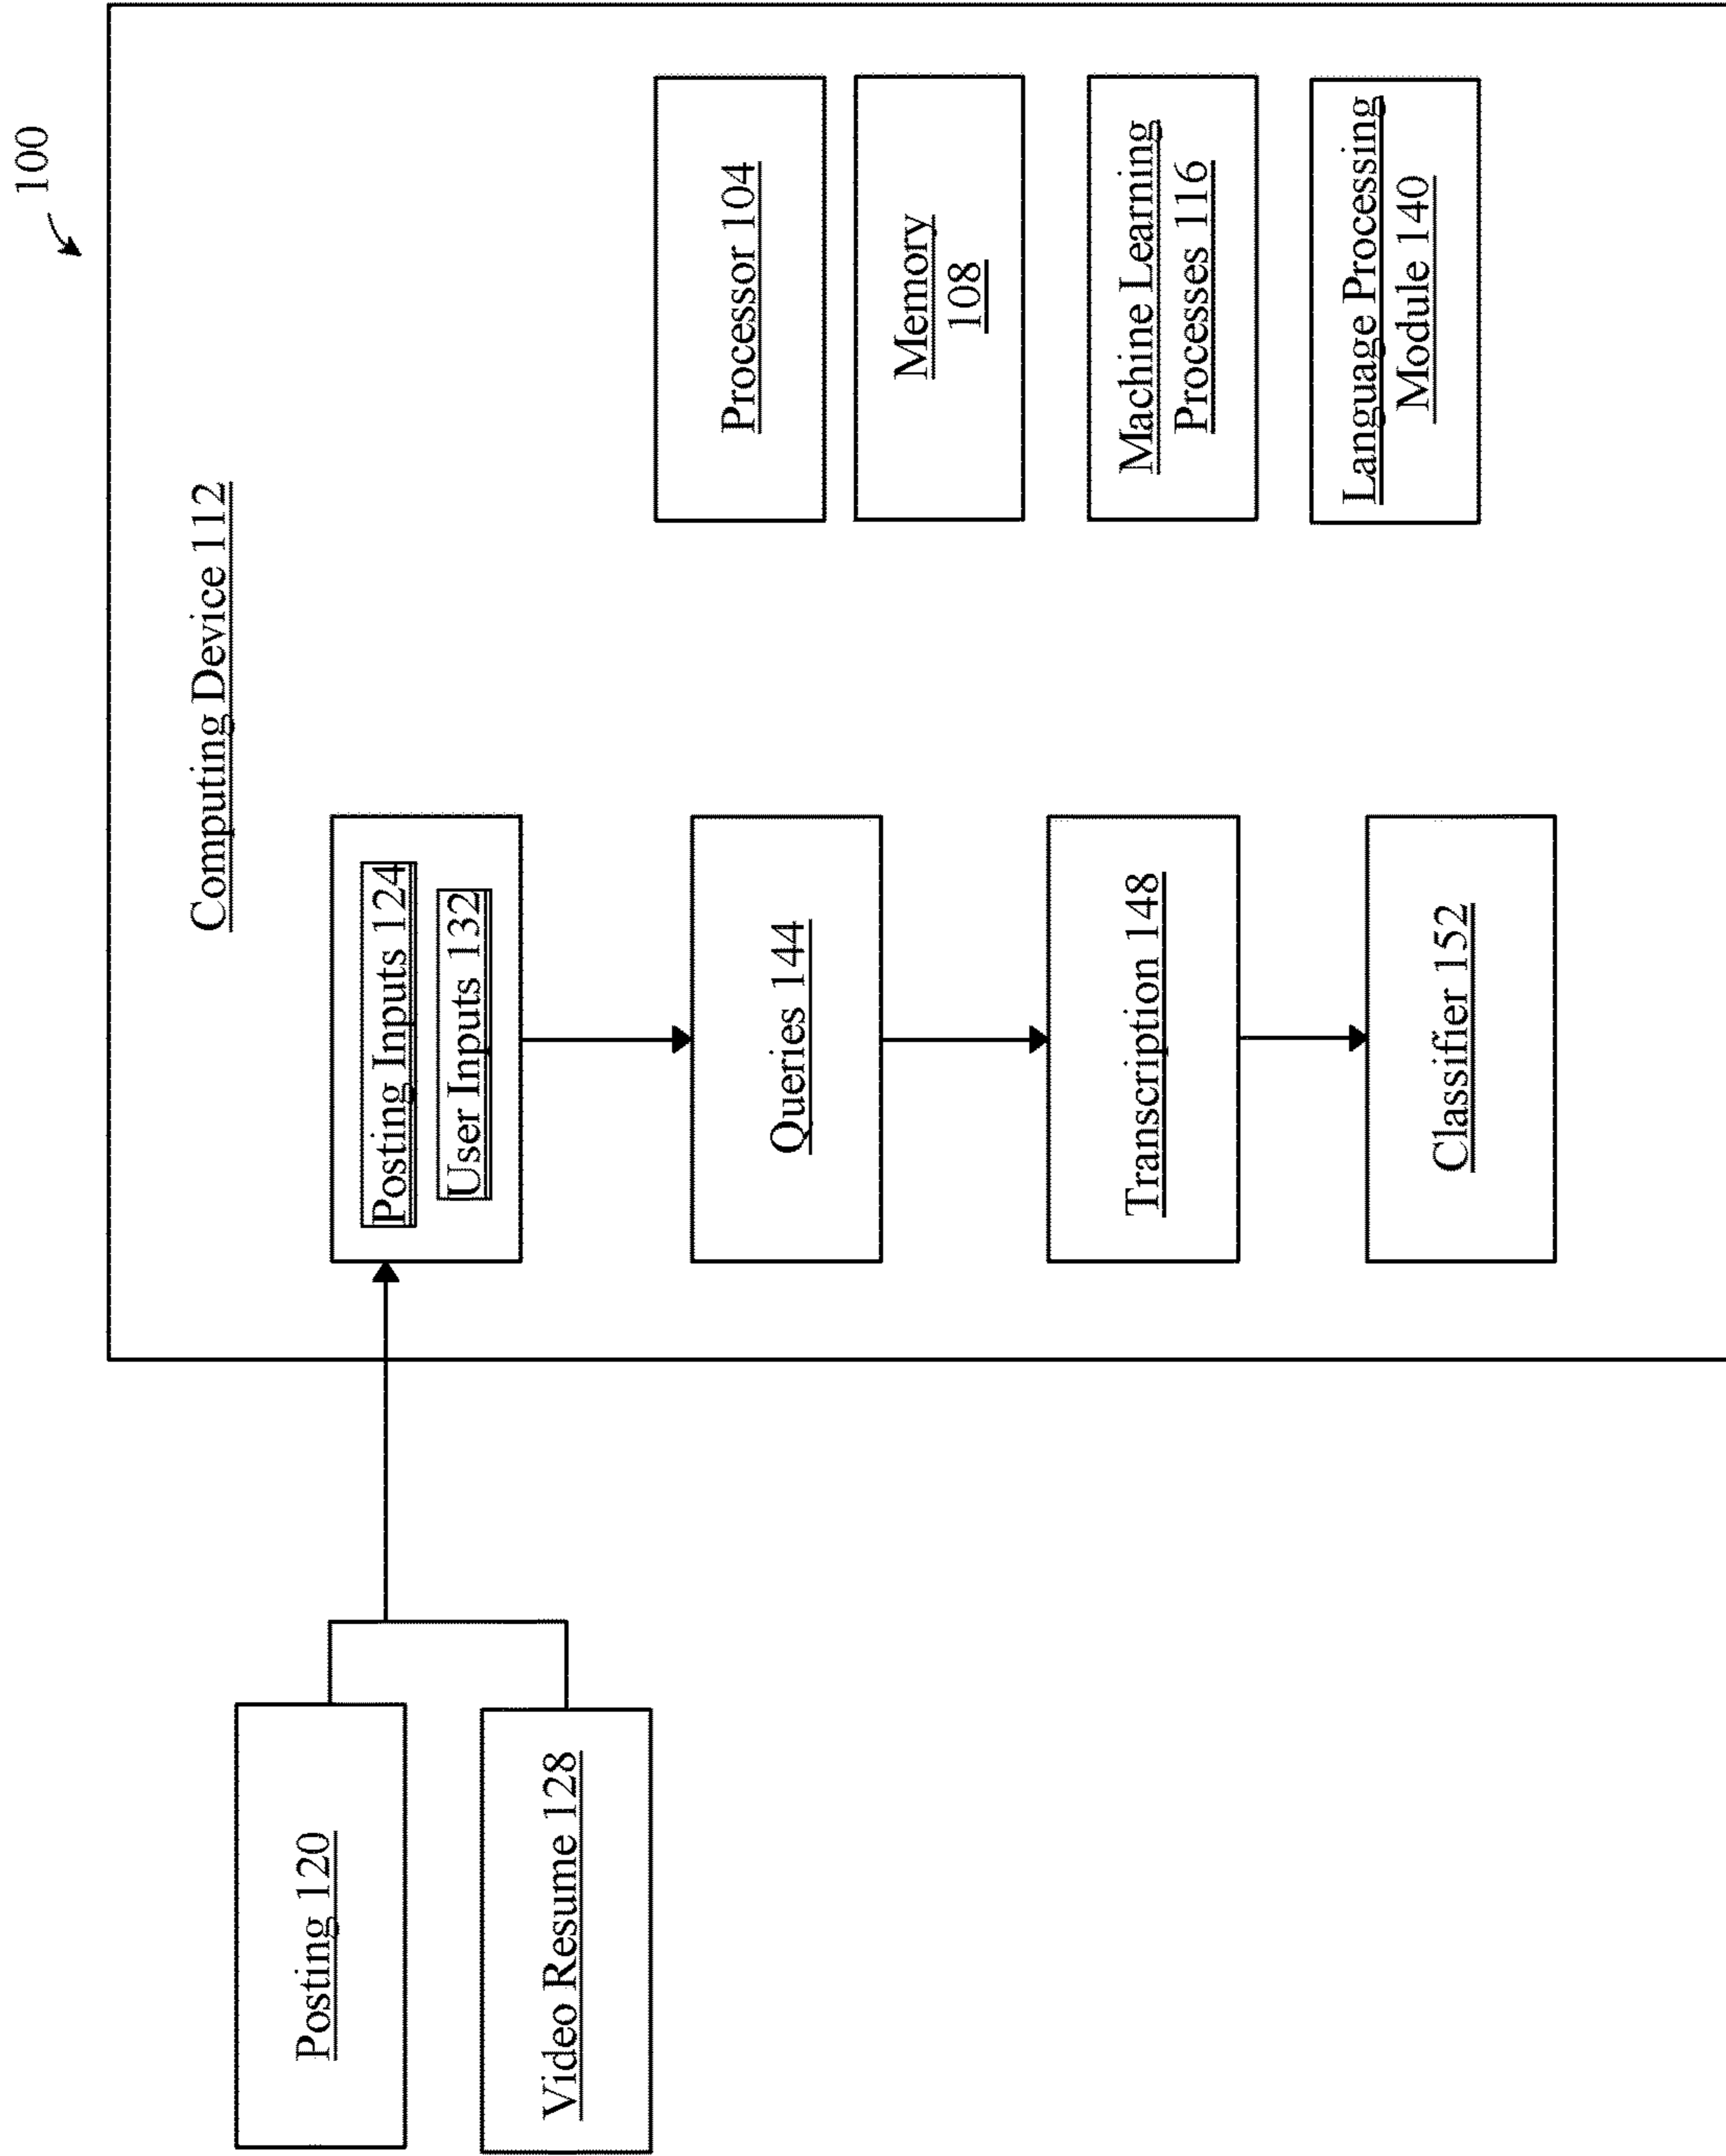 100
Computing Device 112
Posting 120
Video Resume 128
Posting Inputs 124
User Inputs 132
Queries 144
Transcription 148
Classifier 152
Processor 104
Memory
108
Machine Learning
Processes 116
Language Processing
Module 140